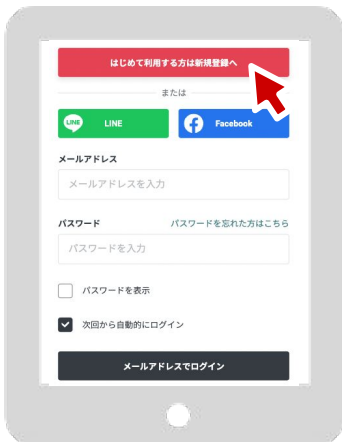 はじめて利用する方は新規登録へ
または
LINE LINE
Facebook
メールアドレス
メールアドレスを入力
パスワード パスワードを忘れた方はこちら
パスワードを入力
パスワードを表示
次回から自動的にログイン
メールアドレスでログイン